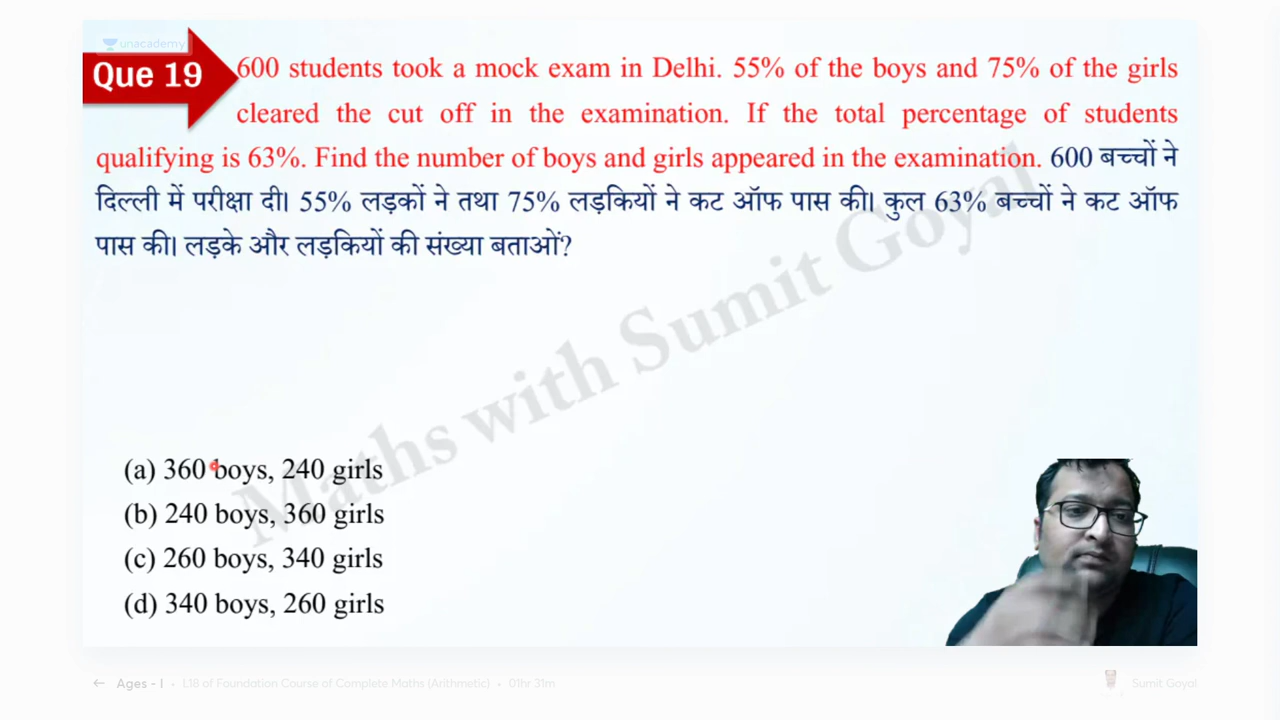 unacademy
Que 19
600 students took a mock exam in Delhi. 55% of the boys and 75% of the girls
cleared the cut off in the examination. If the total percentage of students
qualifying is 63%. Find the number of boys and girls appeared in the examination. 600 बच्चों ने
दिल्ली में परीक्षा दी। 55% लड़कों ने तथा 75% लड़कियों ने कट ऑफ पास की। कुल 63% बच्चों ने कट ऑफ
पास की। लड़के और लड़कियों की संख्या बताओं?
Maths with Sumit Goyal
(a) 360 boys, 240 girls
(b) 240 boys, 360 girls
(c) 260 boys, 340 girls
(d) 340 boys, 260 girls
← Ages - I • L18 of Foundation Course of Complete Maths (Arithmetic) • 01hr 31m
Sumit Goyal